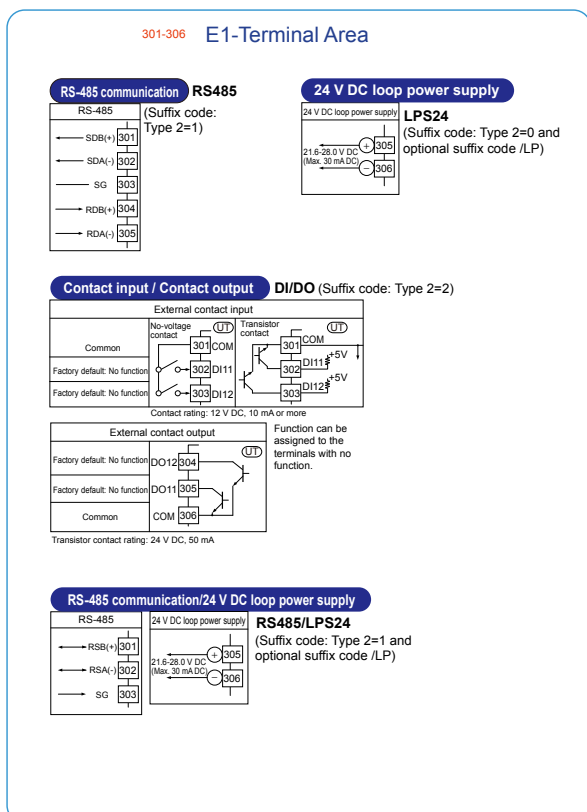 301-306 E1-Terminal Area
RS-485 communication RS485
(Suffix code:
Type 2=1)
RS-485
SDB(+) 301
SDA(-) 302
SG 303
RDB(+) 304
RDA(-) 305
24 V DC loop power supply
24 V DC loop power supply
LPS24
(Suffix code: Type 2=0 and
optional suffix code /LP)
21.6-28.0 V DC
(Max. 30 mA DC)
+ 305
− 306
Contact input / Contact output DI/DO (Suffix code: Type 2=2)
External contact input
No-voltage
contact
UT
Transistor
contact
UT
Common
301 COM
301 COM
Factory default: No function
302 DI11
302 DI11 +5V
Factory default: No function
303 DI12
303 DI12 +5V
Contact rating: 12 V DC, 10 mA or more
External contact output
UT
Factory default: No function DO12 304
Factory default: No function DO11 305
Common COM 306
Function can be
assigned to the
terminals with no
function.
Transistor contact rating: 24 V DC, 50 mA
RS-485 communication/24 V DC loop power supply
RS-485
RSB(+) 301
RSA(-) 302
SG 303
24 V DC loop power supply
21.6-28.0 V DC
(Max. 30 mA DC)
+ 305
− 306
RS485/LPS24
(Suffix code: Type 2=1 and
optional suffix code /LP)